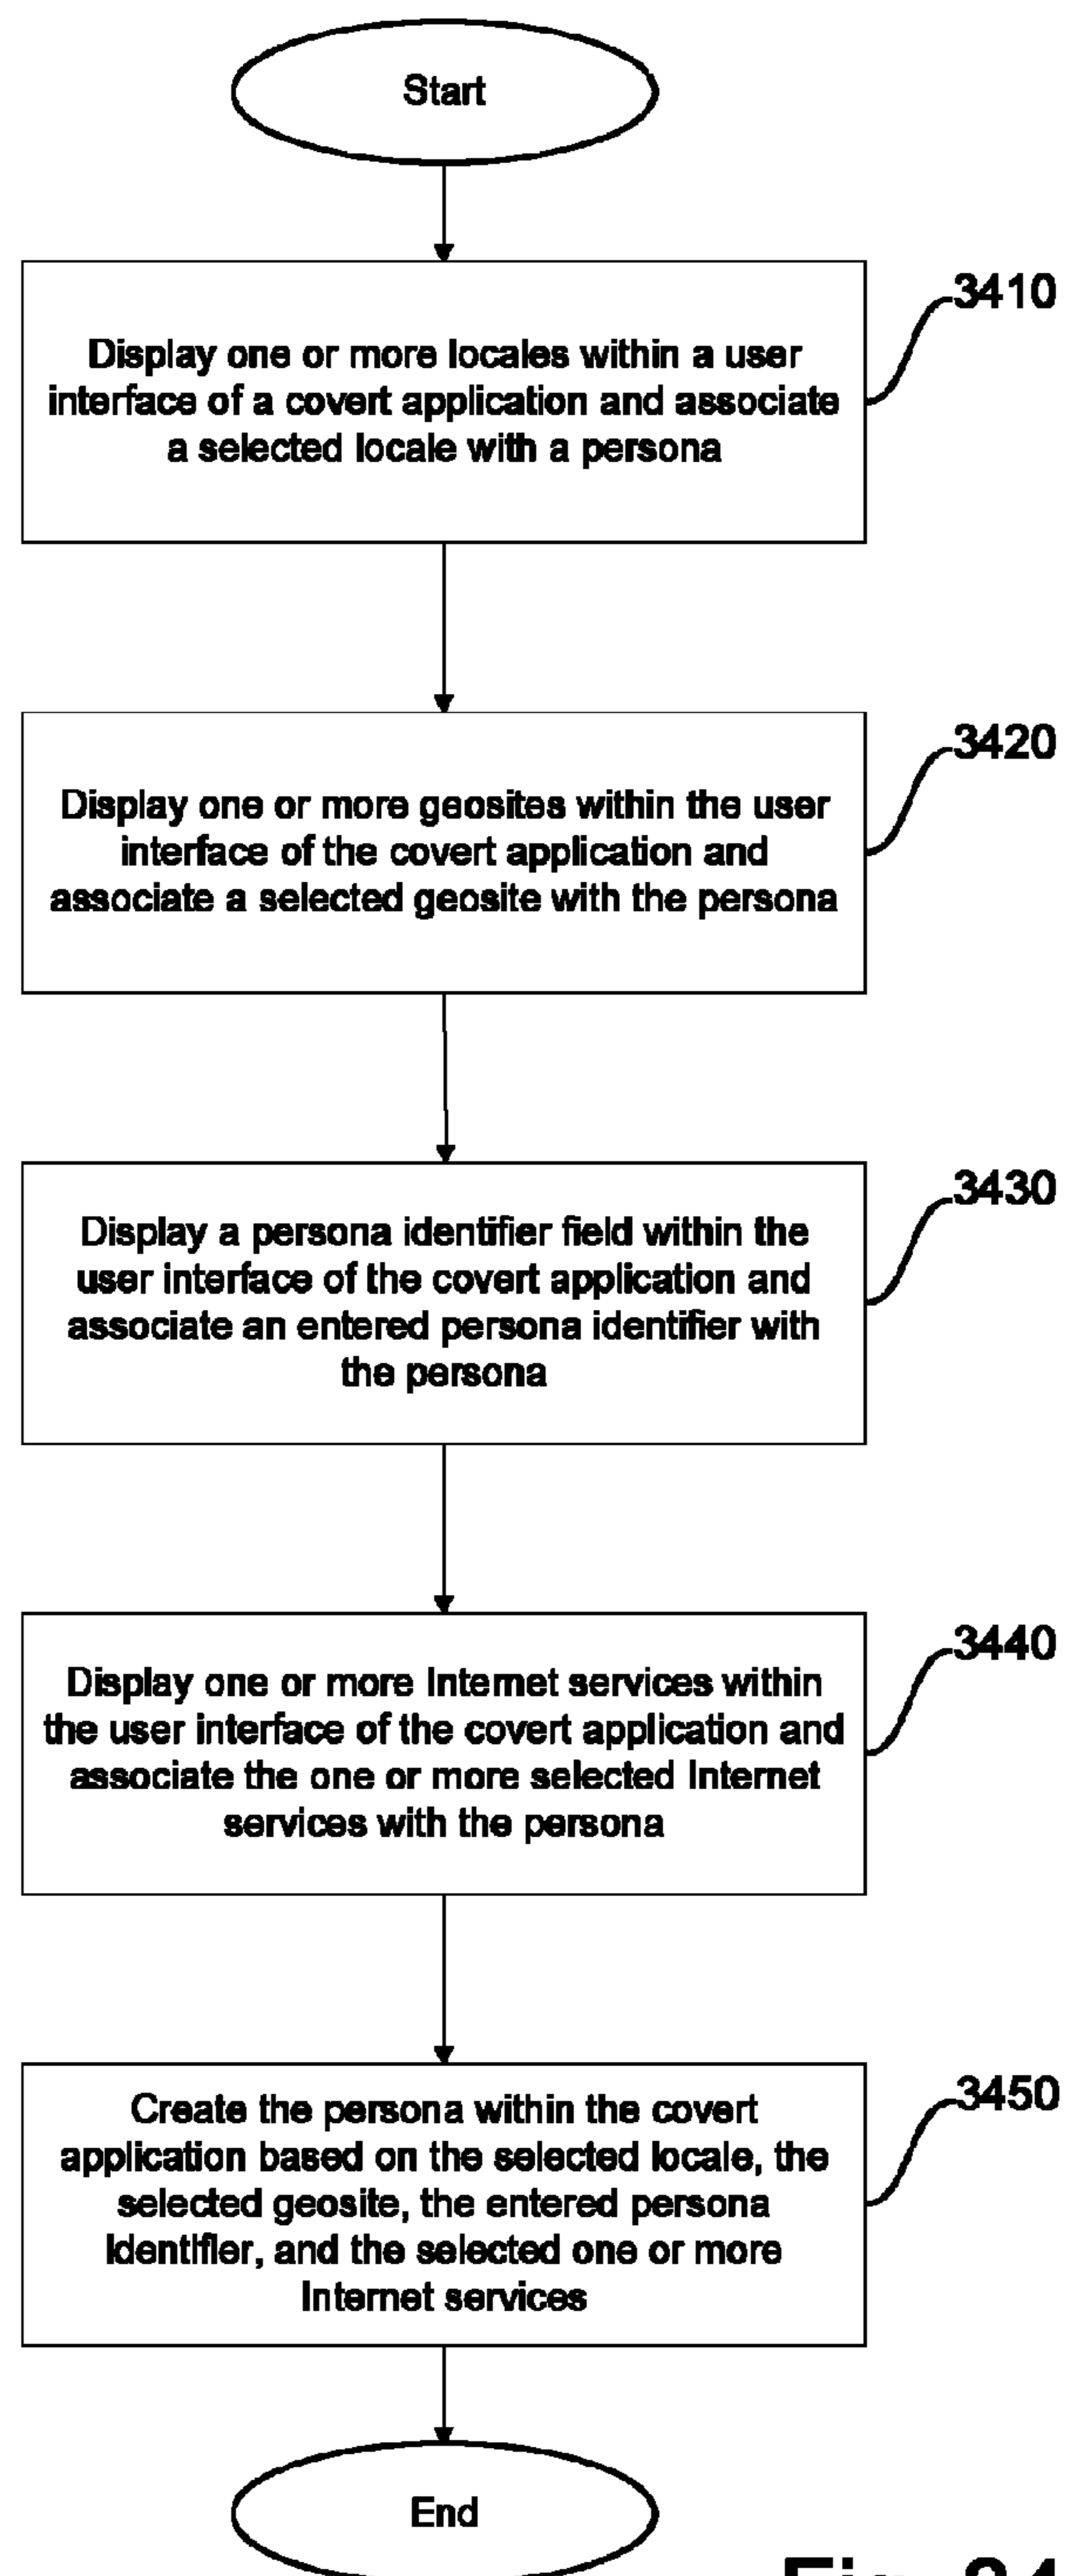 Start
3410
Display one or more locales within a user
interface of a covert application and associate
a selected locale with a persona
3420
Display one or more geosites within the user
interface of the covert application and
associate a selected geosite with the persona
3430
Display a persona identifier field within the
user interface of the covert application and
associate an entered persona identifier with
the persona
3440
Display one or more Internet services within
the user interface of the covert application and
associate the one or more selected Internet
services with the persona
3450
Create the persona within the covert
application based on the selected locale, the
selected geosite, the entered persona
identifier, and the selected one or more
Internet services
End